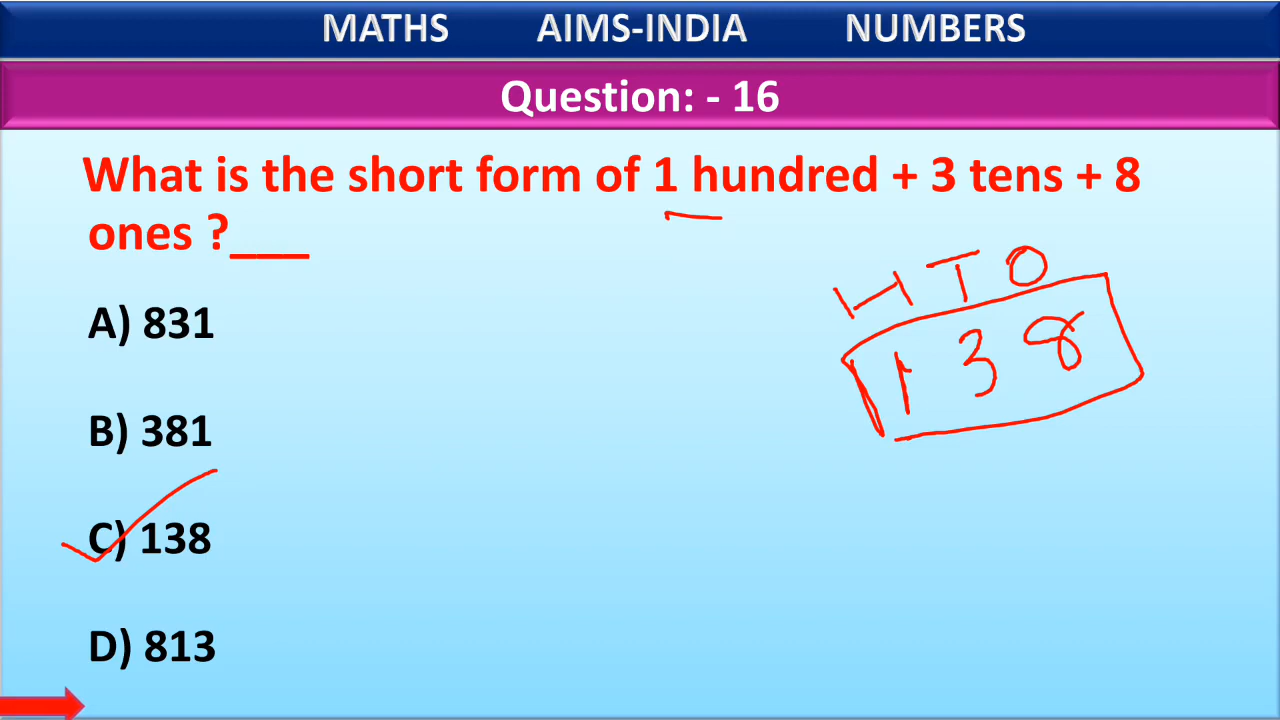 MATHS AIMS-INDIA NUMBERS
Question: - 16
What is the short form of 1 hundred + 3 tens + 8
ones ?___
H T O
1 3 8
A) 831
B) 381
C) 138
D) 813